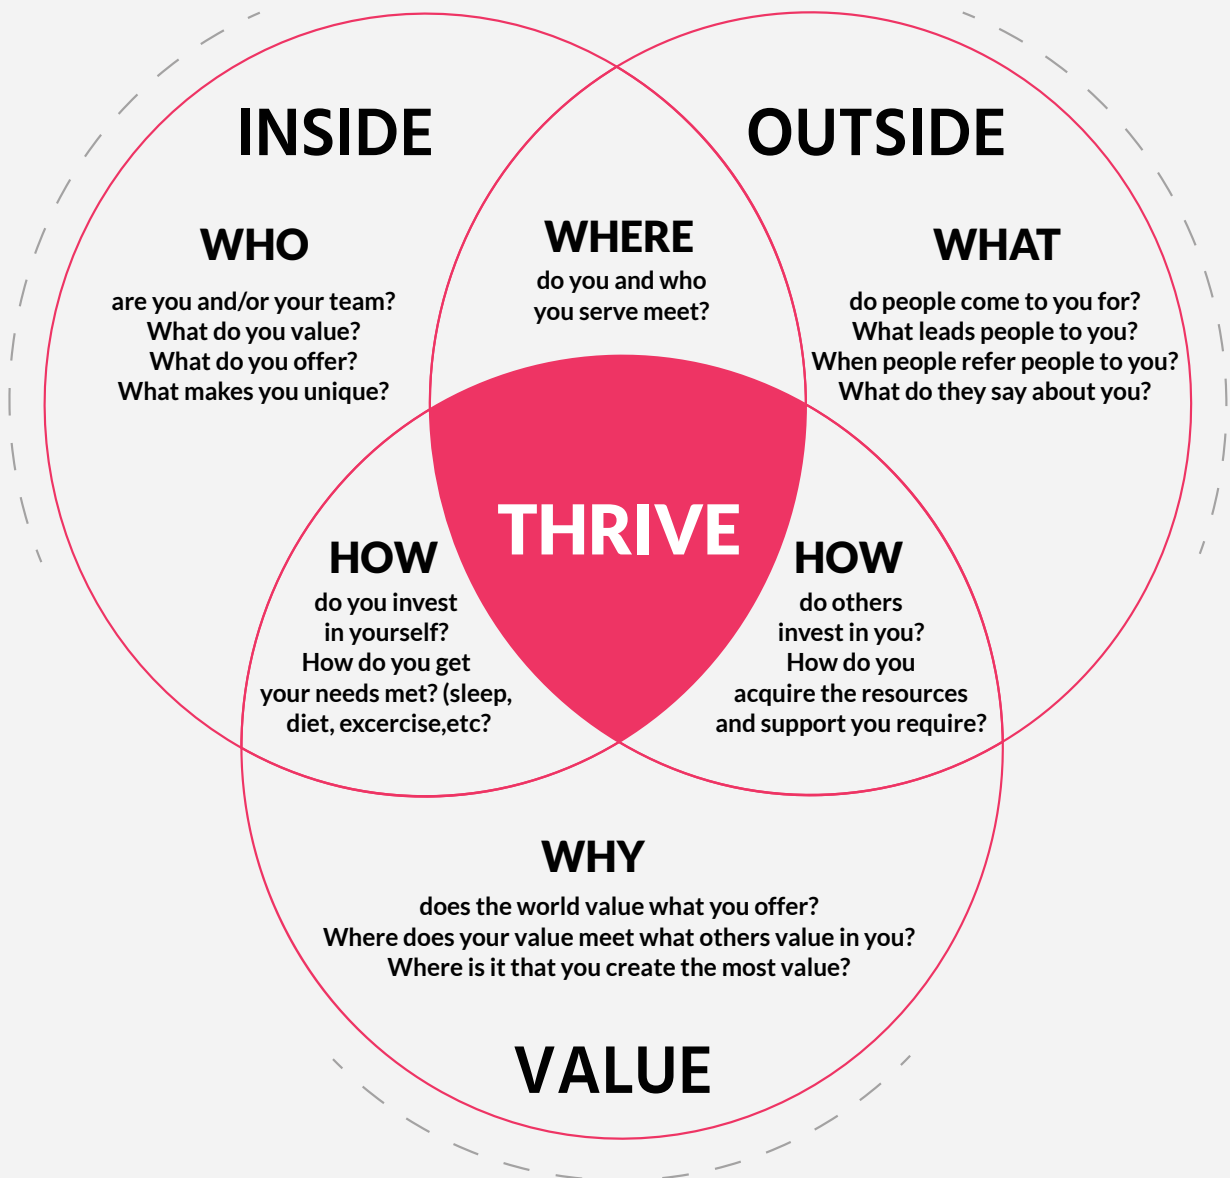 INSIDE
OUTSIDE
WHO
are you and/or your team?
What do you value?
What do you offer?
What makes you unique?
WHERE
do you and who
you serve meet?
WHAT
do people come to you for?
What leads people to you?
When people refer people to you?
What do they say about you?
THRIVE
HOW
do you invest
in yourself?
How do you get
your needs met? (sleep,
diet, excercise,etc?
HOW
do others
invest in you?
How do you
acquire the resources
and support you require?
WHY
does the world value what you offer?
Where does your value meet what others value in you?
Where is it that you create the most value?
VALUE